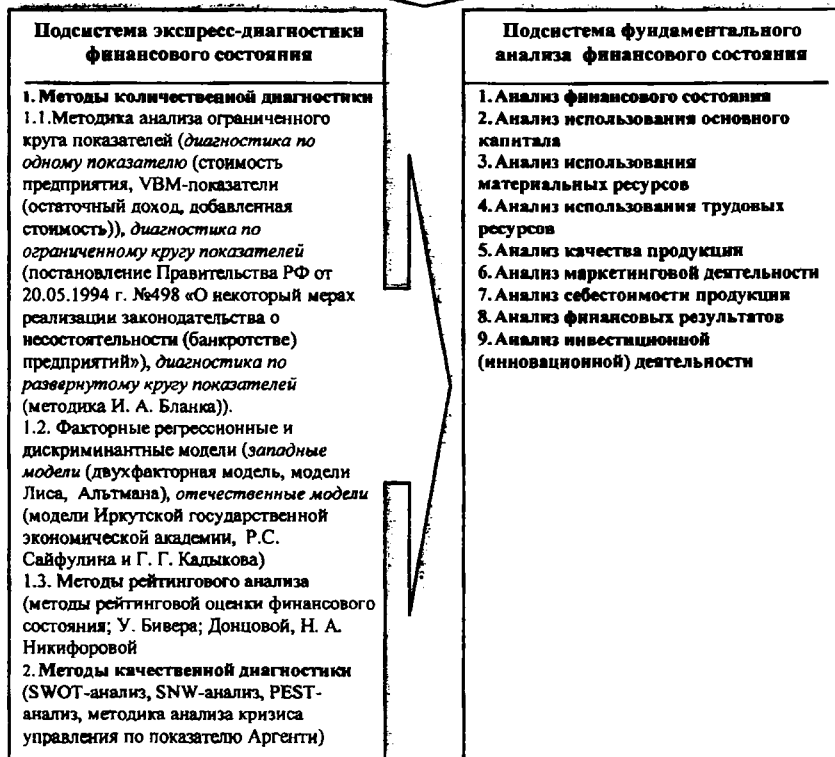 Подсистема экспресс-диагностики
финансового состояния
1. Методы количественной диагностики
1.1.Методика анализа ограниченного
круга показателей (диагностика по
одному показателю (стоимость
предприятия, VBM-показатели
(остаточный доход, добавленная
стоимость)), диагностика по
ограниченному кругу показателей
(постановление Правительства РФ от
20.05.1994 г. №498 «О некоторый мерах
реализации законодательства о
несостоятельности (банкротстве)
предприятий»), диагностика по
развернутому кругу показателей
(методика И. А. Бланка)).
1.2. Факторные регрессионные и
дискриминантные модели (западные
модели (двухфакторная модель, модели
Лиса, Альтмана), отечественные модели
(модели Иркутской государственной
экономической академии, Р.С.
Сайфулина и Г. Г. Кадыкова)
1.3. Методы рейтингового анализа
(методы рейтинговой оценки финансового
состояния; У. Бивера; Донцовой, Н. А.
Никифоровой
2. Методы качественной диагностики
(SWOT-анализ, SNW-анализ, PEST-
анализ, методика анализа кризиса
управления по показателю Аргенти)
Подсистема фундаментального
анализа финансового состояния
1. Анализ финансового состояния
2. Анализ использования основного
капитала
3. Анализ использования
материальных ресурсов
4. Анализ использования трудовых
ресурсов
5. Анализ качества продукции
6. Анализ маркетинговой деятельности
7. Анализ себестоимости продукции
8. Анализ финансовых результатов
9. Анализ инвестиционной
(инновационной) деятельности